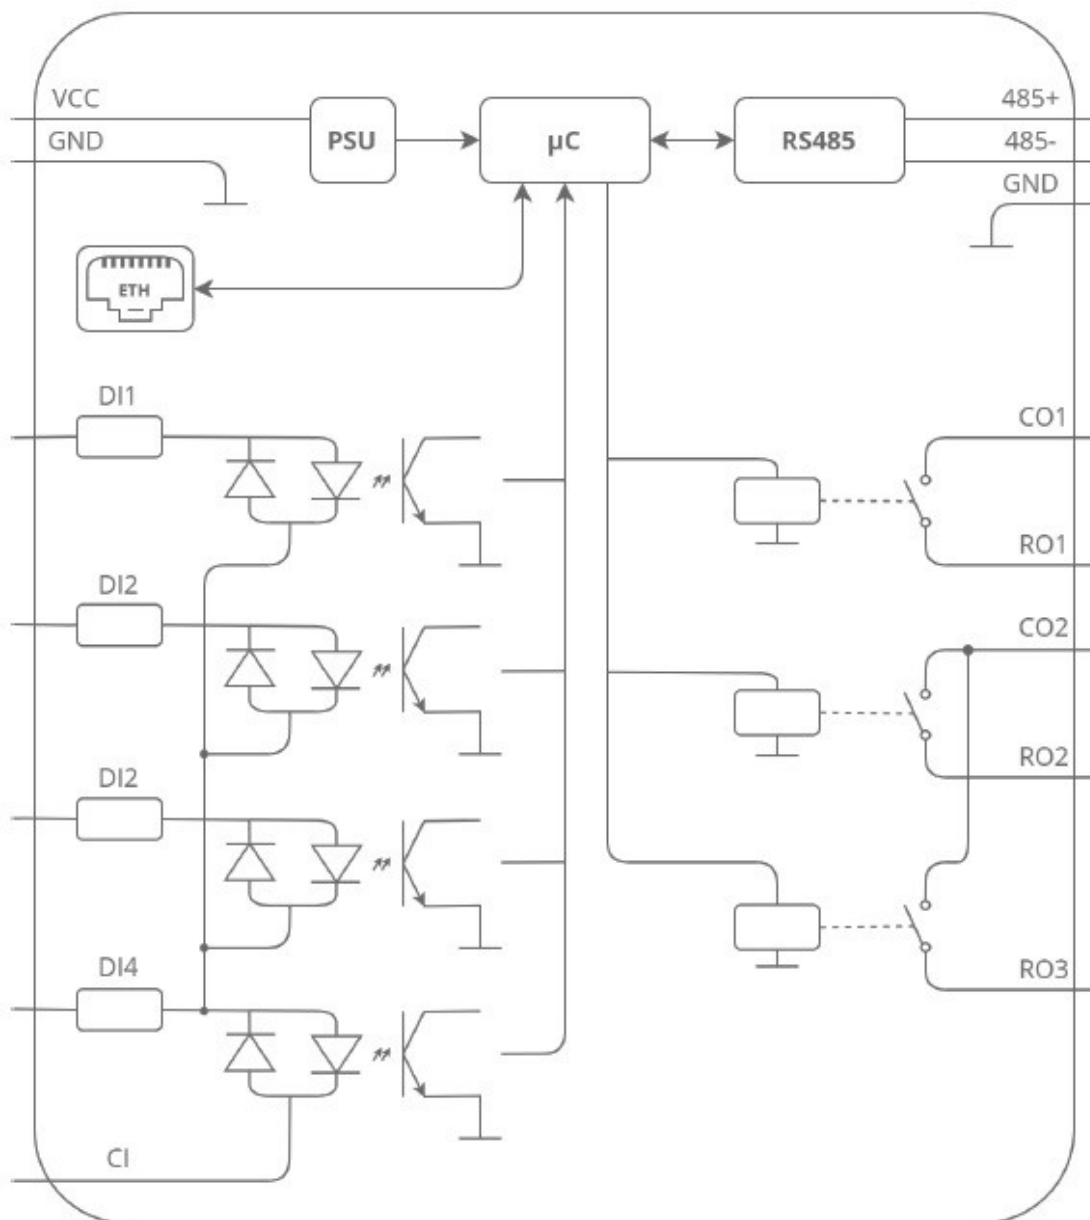 VCC
GND
PSU
µC
RS485
485+
485-
GND
ETH
DI1
CO1
RO1
DI2
CO2
RO2
DI2
DI4
RO3
CI